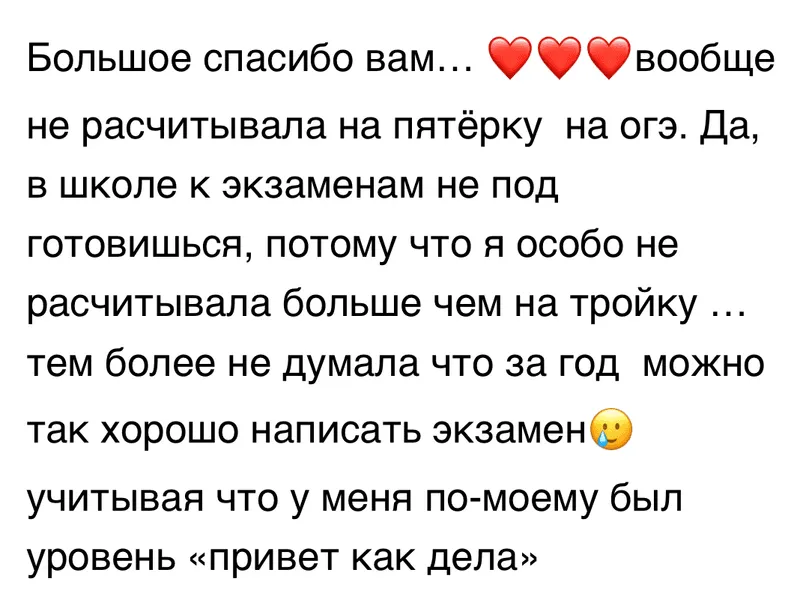 Большое спасибо вам… ❤️❤️❤️вообще
не расчитывала на пятёрку  на огэ. Да,
в школе к экзаменам не под
готовишься, потому что я особо не
расчитывала больше чем на тройку …
тем более не думала что за год  можно
так хорошо написать экзамен🥲
учитывая что у меня по-моему был
уровень «привет как дела»